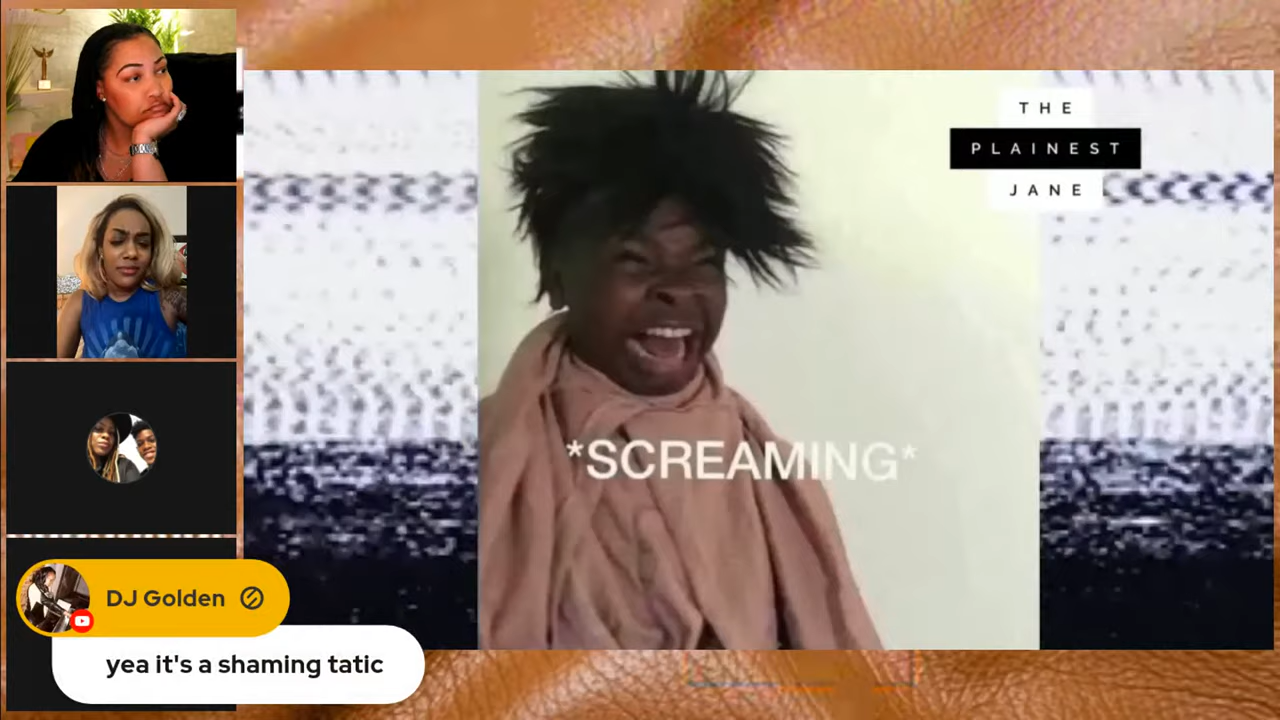 THE
PLAINEST
JANE
*SCREAMING*
DJ Golden
yea it's a shaming tatic